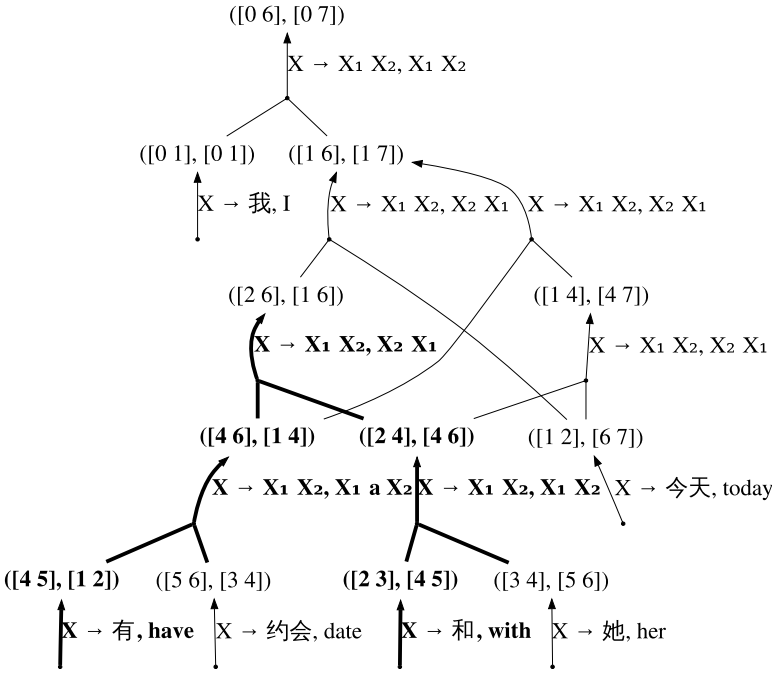 ([0 6], [0 7])
X → X₁ X₂, X₁ X₂
([0 1], [0 1]) ([1 6], [1 7])
X → 我, I X → X₁ X₂, X₂ X₁ X → X₁ X₂, X₂ X₁
([2 6], [1 6]) ([1 4], [4 7])
X → X₁ X₂, X₂ X₁ X → X₁ X₂, X₂ X₁
([4 6], [1 4]) ([2 4], [4 6]) ([1 2], [6 7])
X → X₁ X₂, X₁ a X₂ X → X₁ X₂, X₁ X₂ X → 今天, today
([4 5], [1 2]) ([5 6], [3 4]) ([2 3], [4 5]) ([3 4], [5 6])
X → 有, have X → 约会, date X → 和, with X → 她, her